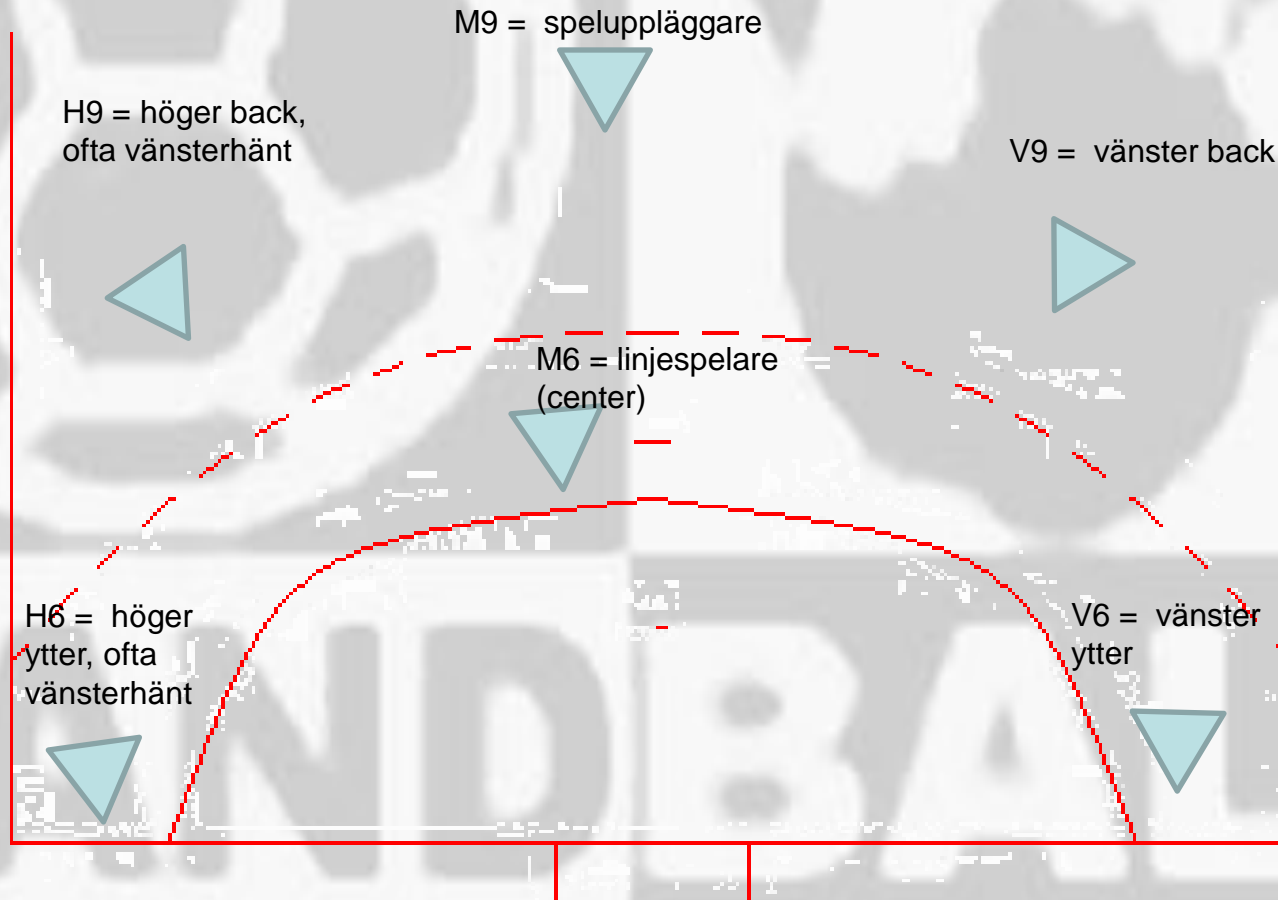 M9 =  speluppläggare
H9 = höger back,
ofta vänsterhänt
V9 =  vänster back
M6 = linjespelare
(center)
H6 =  höger
ytter, ofta
vänsterhänt
V6 =  vänster
ytter
ANDBAL